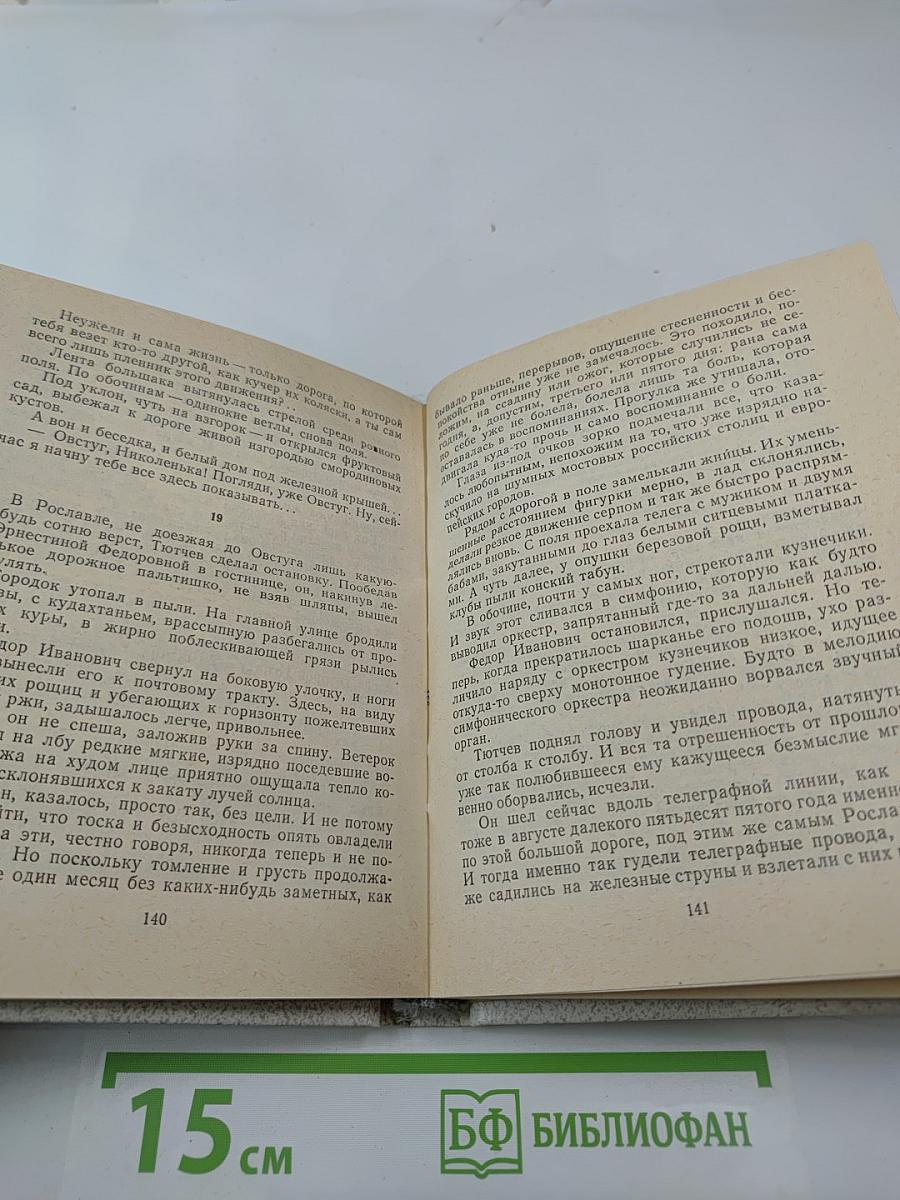 Неужели и сама жизнь — только дорога, по которой
тебя везет кто-то другой, как кучер их коляски, а ты сам
всего лишь пленник этого движения?..
Лента большака вытянулась стрелой среди ровного
поля. По обочинам — одинокие ветлы, снова поля.
Под уклон, чуть на взгорок — и открылся фруктовый
сад, выбежал к дороге живой изгородью смородиновых
кустов.
А вон и беседка, и белый дом под железной крышей...
— Овстуг, Николенька! Погляди, уже Овстуг. Ну, сей-
час я начну тебе все здесь показывать...
19
В Рославле, не доезжая до Овстуга лишь какую-
будь сотню верст, Тютчев сделал остановку. Пообедав
Эрнестиной Федоровной в гостинице, он, накинув ле-
ькое дорожное пальтишко, не взяв шляпы, вышел
улять.
ородок утопал в пыли. На главной улице бродили
вы, с кудахтаньем, врассыпную разбегались от про-
х куры, в жирно поблескивающей грязи рылись
и.
дор Иванович свернул на боковую улочку, и ноги
вынесли его к почтовому тракту. Здесь, на виду
их рощиц и убегающих к горизонту пожелтевших
ржи, задышалось легче, привольнее.
он не спеша, заложив руки за спину. Ветерок
л на лбу редкие мягкие, изрядно поседевшие во-
жа на худом лице приятно ощущала тепло ко-
склонявшихся к закату лучей солнца.
н, казалось, просто так, без цели. И не потому
йти, что тоска и безысходность опять овладели
а эти, честно говоря, никогда теперь и не по-
. Но поскольку томление и грусть продолжа-
е один месяц без каких-нибудь заметных, как
140
бывало раньше, перерывов, ощущение стесненности и бес-
покойства отныне уже не замечалось. Это походило, по-
ложим, на ссадину или ожог, которые случились не се-
годня, а, допустим, третьего или пятого дня: рана сама
по себе уже не болела, болела лишь та боль, которая
оставалась в воспоминаниях. Прогулка же утишала, ото-
двигала куда-то прочь и само воспоминание о боли.
Глаза из-под очков зорко подмечали все, что каза-
лось любопытным, непохожим на то, что уже изрядно на-
скучило на шумных мостовых российских столиц и евро-
пейских городов.
Рядом с дорогой в поле замелькали жницы. Их умень-
шенные расстоянием фигурки мерно, в лад склонялись,
делали резкое движение серпом и так же быстро распрям-
лялись вновь. С поля проехала телега с мужиком и двумя
бабами, закутанными до глаз белыми ситцевыми платка-
ми. А чуть далее, у опушки березовой рощи, взметывал
клубы пыли конский табун.
В обочине, почти у самых ног, стрекотали кузнечики.
И звук этот сливался в симфонию, которую как будто
выводил оркестр, запрятанный где-то за дальней далью.
Федор Иванович остановился, прислушался. Но те-
перь, когда прекратилось шарканье его подошв, ухо раз-
личило наряду с оркестром кузнечиков низкое, идущее
откуда-то сверху монотонное гудение. Будто в мелодию
симфонического оркестра неожиданно ворвался звучный
орган.
Тютчев поднял голову и увидел провода, натянуты
от столба к столбу. И вся та отрешенность от прошлог
уже так полюбившееся ему кажущееся безмыслие мг
венно оборвались, исчезли.
Он шел сейчас вдоль телеграфной линии, как
тоже в августе далекого пятьдесят пятого года именно
по этой большой дороге, под этим же самым Росла
И тогда именно так гудели телеграфные провода,
же садились на железные струны и взлетали с них
141
15 см
БФ БИБЛИОФАН